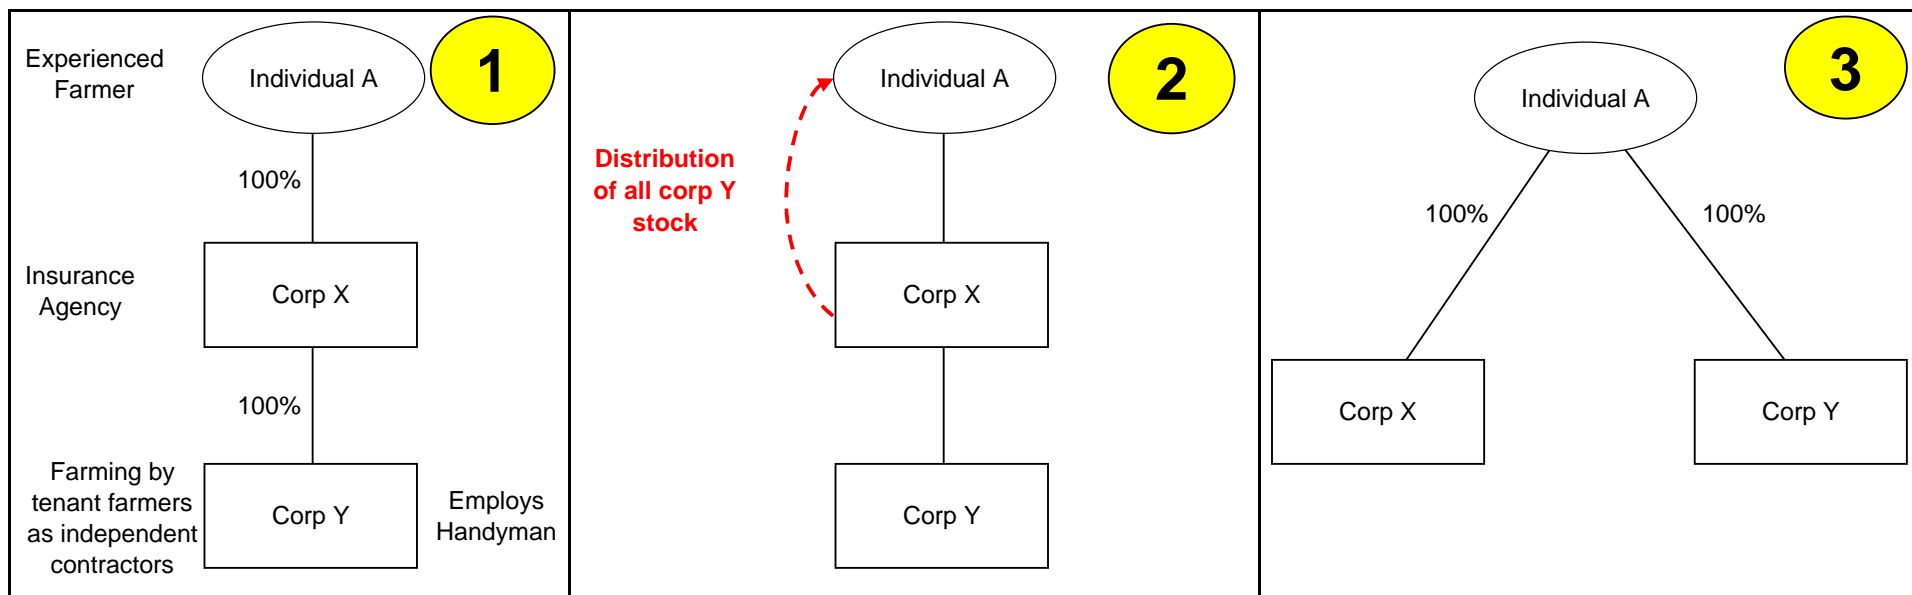 Experienced
Farmer
Individual A
1
100%
Insurance
Agency
Corp X
100%
Farming by
tenant farmers
as independent
contractors
Corp Y
Employs
Handyman
Individual A
2
Distribution
of all corp Y
stock
Corp X
Corp Y
Individual A
3
100%
100%
Corp X
Corp Y